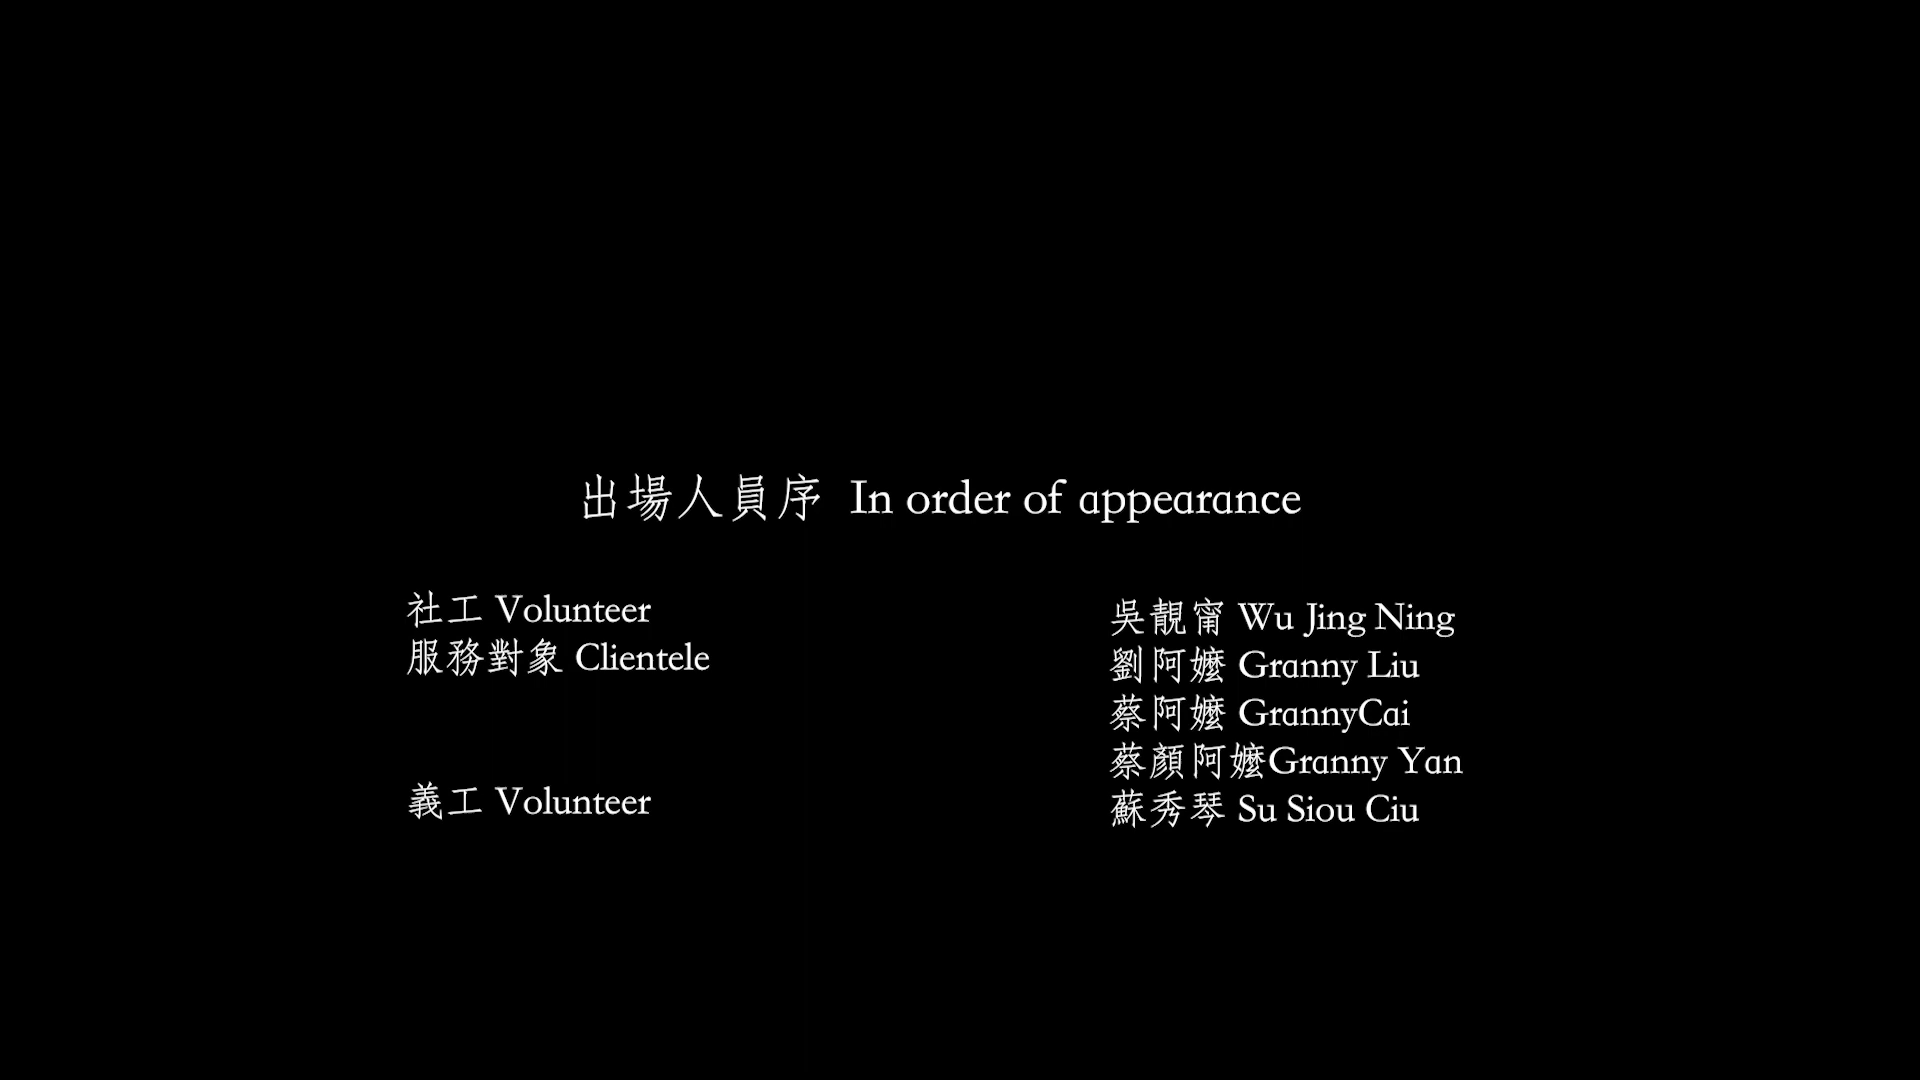 出場人員序 In order of appearance
社工 Volunteer
吳靚甯 Wu Jing Ning
服務對象 Clientele
劉阿嬤 Granny Liu
蔡阿嬤 GrannyCai
蔡顏阿嬤Granny Yan
義工 Volunteer
蘇秀琴 Su Siou Ciu